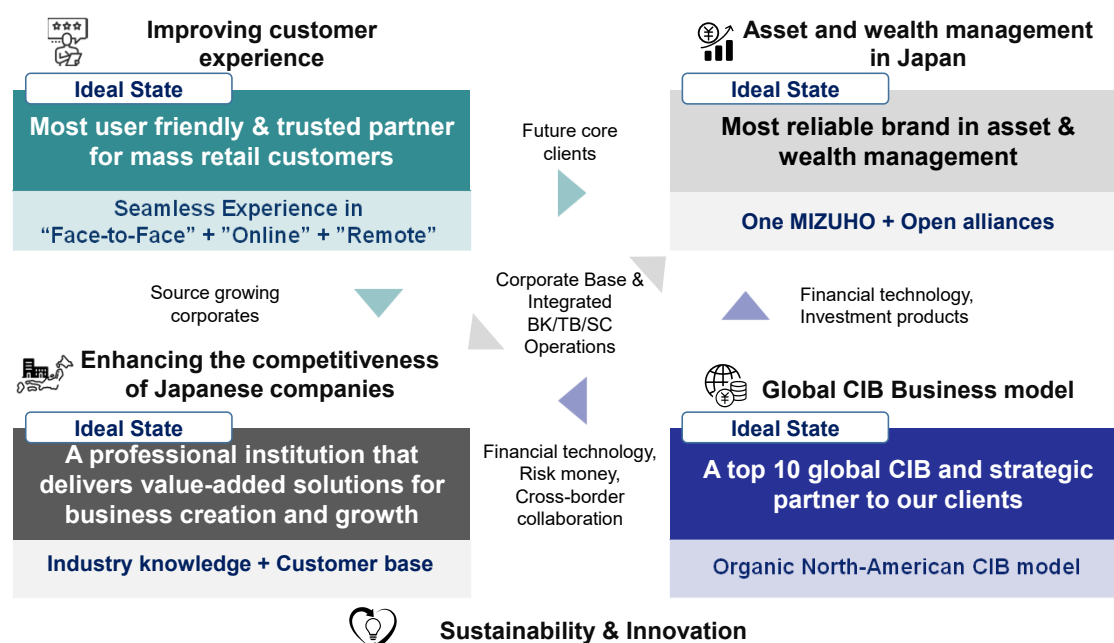 Improving customer
experience
Ideal State
Most user friendly & trusted partner
for mass retail customers
Seamless Experience in
“Face-to-Face” + ”Online” + ”Remote”
Future core
clients
Asset and wealth management
in Japan
Ideal State
Most reliable brand in asset &
wealth management
One MIZUHO + Open alliances
Source growing
corporates
Corporate Base &
Integrated
BK/TB/SC
Operations
Financial technology,
Investment products
Enhancing the competitiveness
of Japanese companies
Ideal State
A professional institution that
delivers value-added solutions for
business creation and growth
Industry knowledge + Customer base
Financial technology,
Risk money,
Cross-border
collaboration
Global CIB Business model
Ideal State
A top 10 global CIB and strategic
partner to our clients
Organic North-American CIB model
Sustainability & Innovation